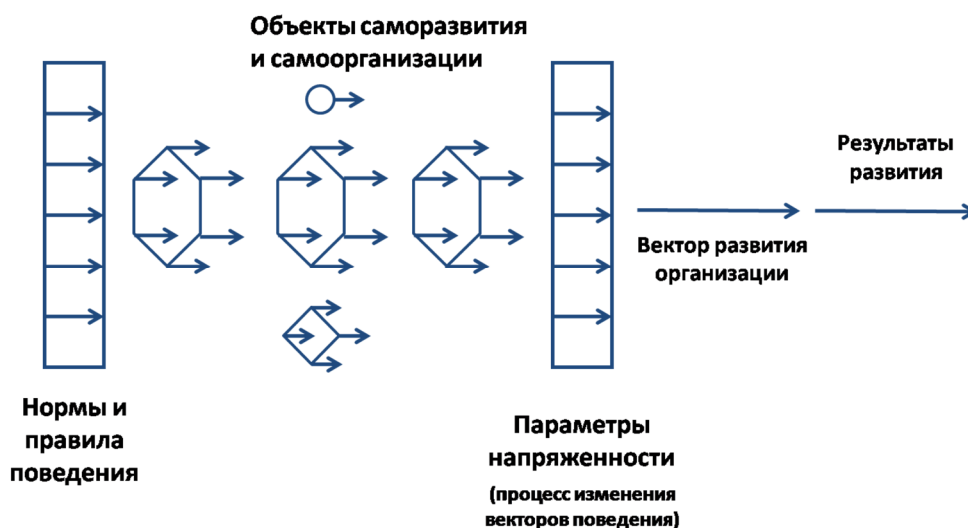 Объекты саморазвития
и самоорганизации
Результаты
развития
Вектор развития
организации
Нормы и
правила
поведения
Параметры
напряженности
(процесс изменения
векторов поведения)